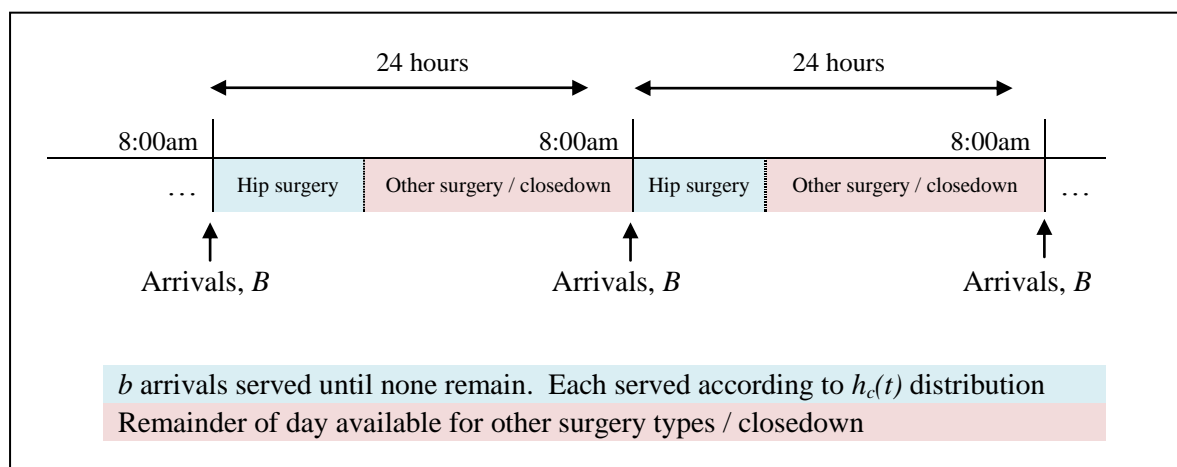 24 hours 24 hours
8:00am 8:00am 8:00am
… Hip surgery Other surgery / closedown Hip surgery Other surgery / closedown …
Arrivals, B Arrivals, B Arrivals, B
b arrivals served until none remain. Each served according to hc(t) distribution
Remainder of day available for other surgery types / closedown